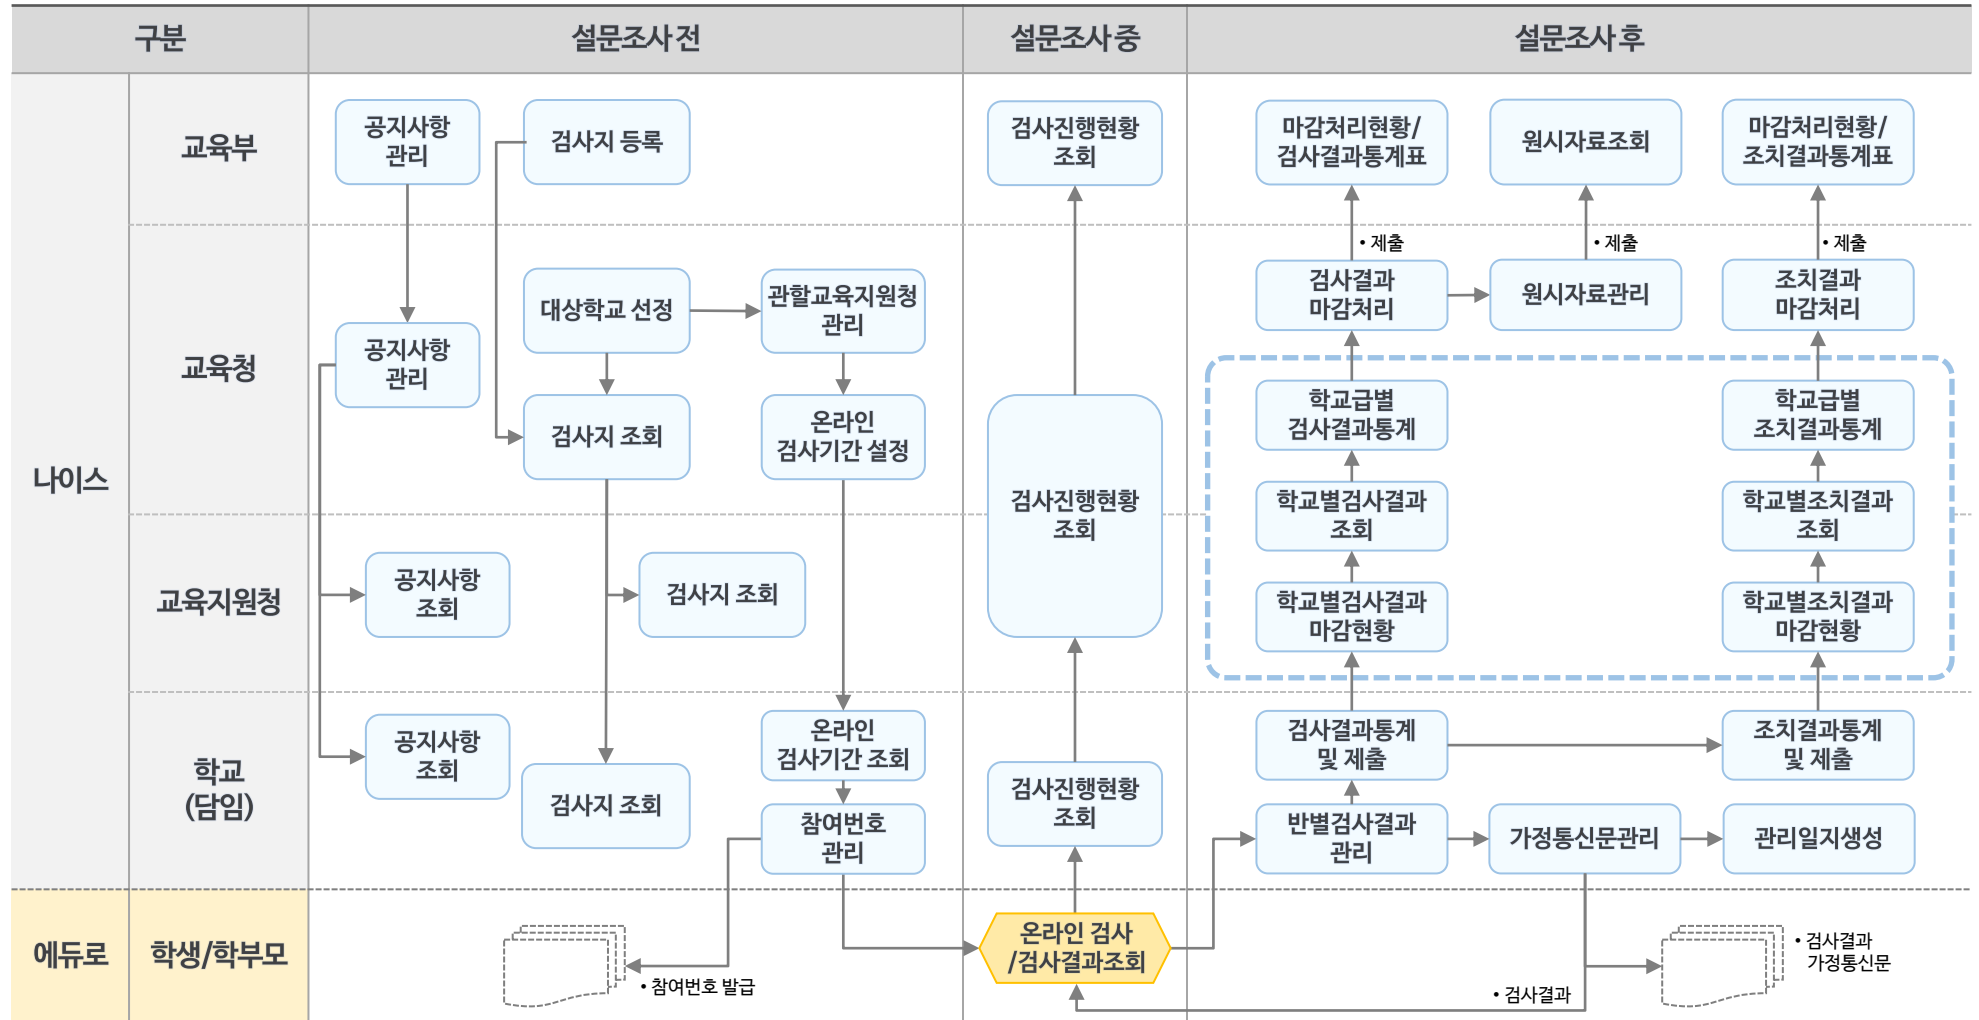 구분
설문조사 전
설문조사 중
설문조사 후
나이스
교육부
공지사항
관리
검사지 등록
검사진행현황
조회
마감처리현황/
검사결과통계표
원시자료조회
마감처리현황/
조치결과통계표
• 제출
• 제출
• 제출
교육청
공지사항
관리
대상학교 선정
관할교육지원청
관리
검사지 조회
온라인
검사기간 설정
검사진행현황
조회
검사결과
마감처리
원시자료관리
조치결과
마감처리
학교급별
검사결과통계
학교급별
조치결과통계
학교별검사결과
조회
학교별조치결과
조회
교육지원청
공지사항
조회
검사지 조회
학교별검사결과
마감현황
학교별조치결과
마감현황
학교
(담임)
공지사항
조회
검사지 조회
온라인
검사기간 조회
참여번호
관리
검사진행현황
조회
검사결과통계
및 제출
조치결과통계
및 제출
반별검사결과
관리
가정통신문관리
관리일지생성
에듀로
학생/학부모
• 참여번호 발급
온라인 검사
/검사결과조회
• 검사결과
• 검사결과
가정통신문